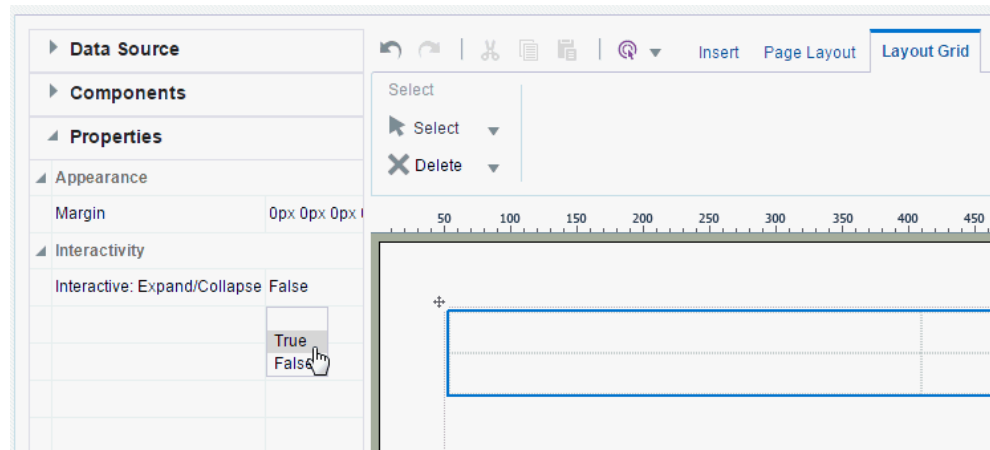 Data Source
Components
Properties
Appearance
Margin 0px 0px 0px
Interactivity
Interactive: Expand/Collapse False
True
False
Insert Page Layout Layout Grid
Select
Select
Delete
50 100 150 200 250 300 350 400 450